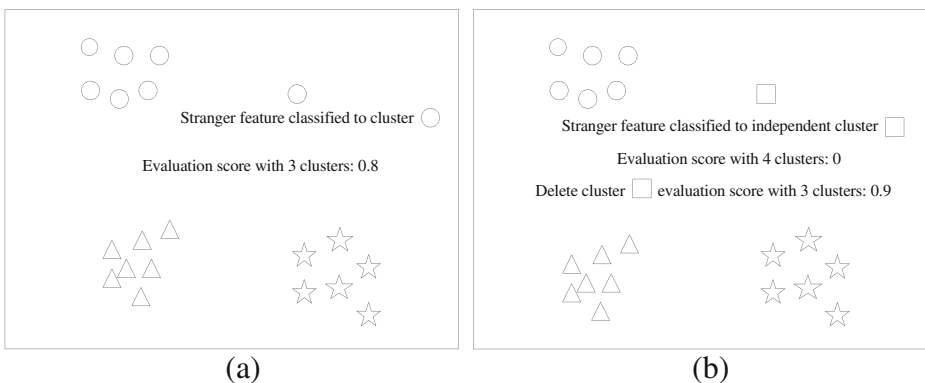 Stranger feature classified to cluster
Evaluation score with 3 clusters: 0.8
(a)
Stranger feature classified to independent cluster
Evaluation score with 4 clusters: 0
Delete cluster evaluation score with 3 clusters: 0.9
(b)